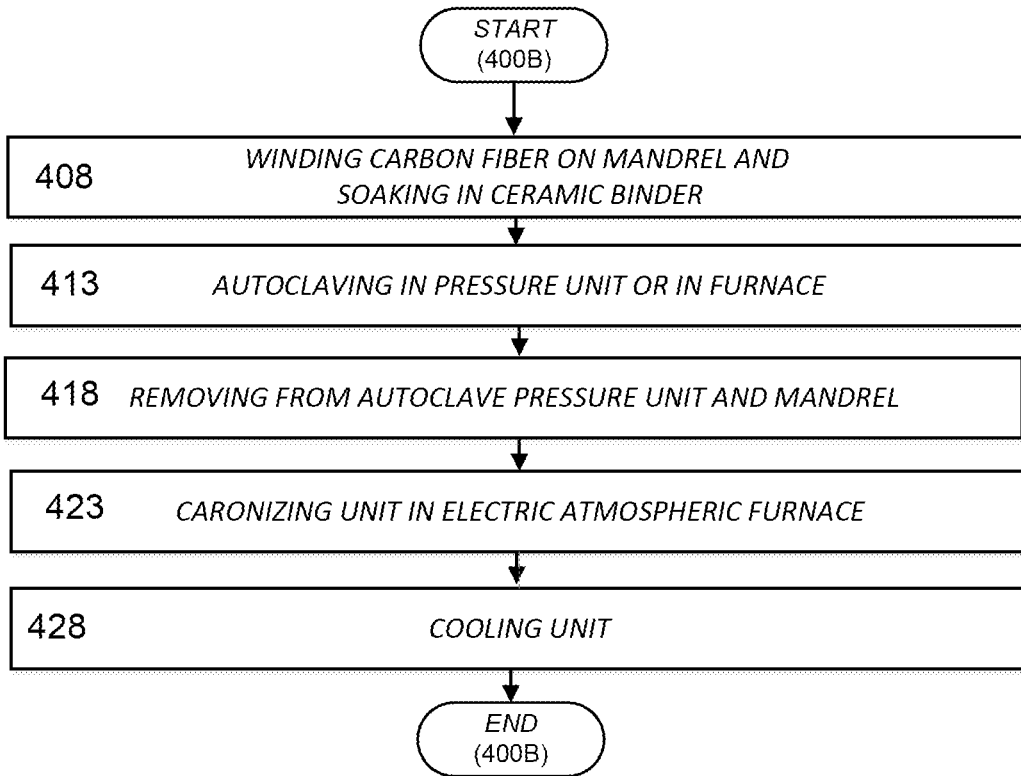 START
(400B)
408
WINDING CARBON FIBER ON MANDREL AND
SOAKING IN CERAMIC BINDER
413
AUTOCLAVING IN PRESSURE UNIT OR IN FURNACE
418
REMOVING FROM AUTOCLAVE PRESSURE UNIT AND MANDREL
423
CARONIZING UNIT IN ELECTRIC ATMOSPHERIC FURNACE
428
COOLING UNIT
END
(400B)